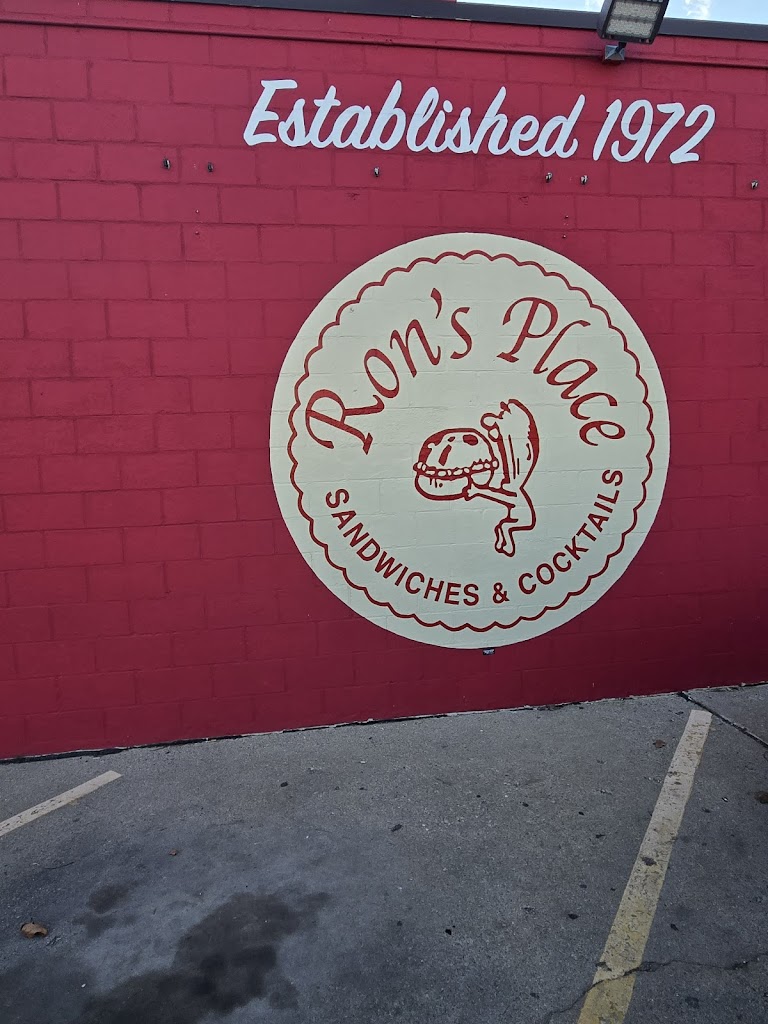 Established 1972
Ron's Place
SANDWICHES & COCKTAILS